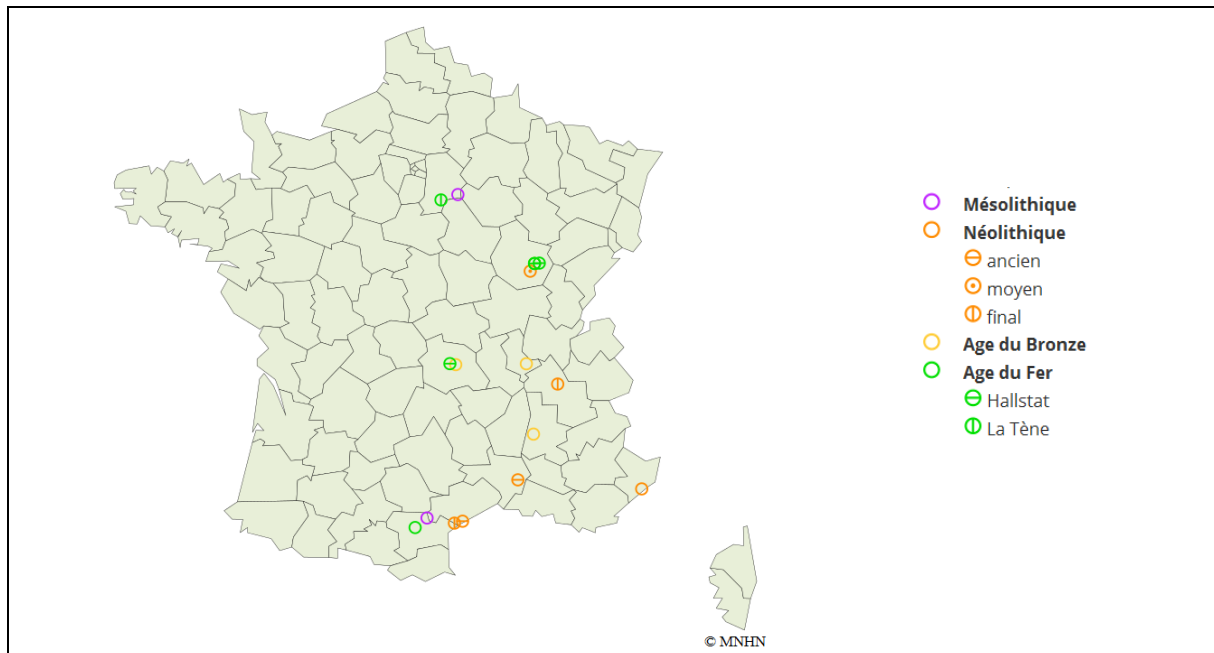 Mésolithique
Néolithique
ancien
moyen
final
Age du Bronze
Age du Fer
Hallstat
La Tène
© MNHN